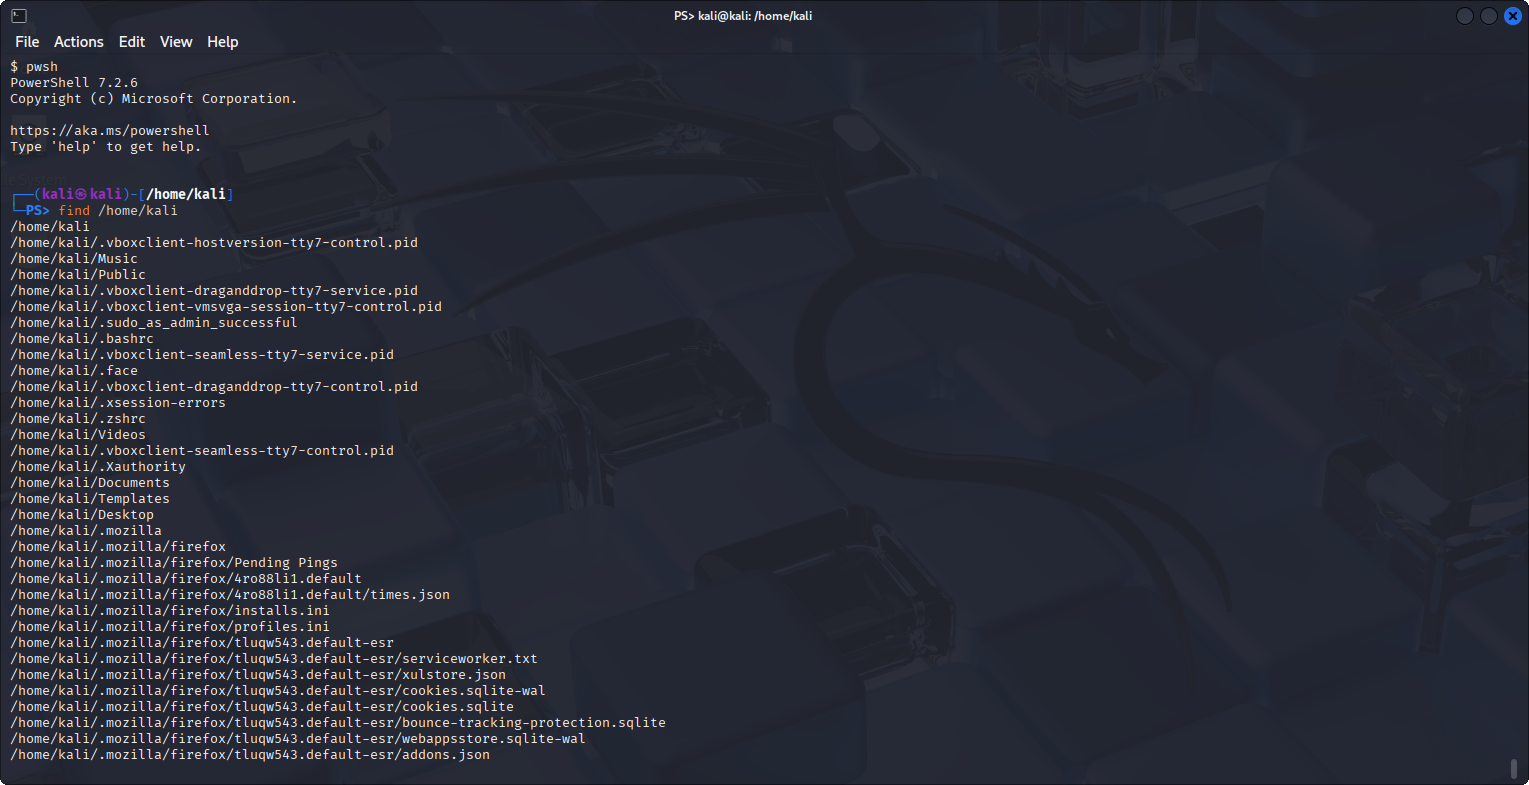 PS> kali@kali: /home/kali
File Actions Edit View Help
$ pwsh
PowerShell 7.2.6
Copyright (c) Microsoft Corporation.
https://aka.ms/powershell
Type 'help' to get help.
┌──(kali㉿kali)-[/home/kali]
└─PS> find /home/kali
/home/kali
/home/kali/.vboxclient-hostversion-tty7-control.pid
/home/kali/Music
/home/kali/Public
/home/kali/.vboxclient-draganddrop-tty7-service.pid
/home/kali/.vboxclient-vmsvga-session-tty7-control.pid
/home/kali/.sudo_as_admin_successful
/home/kali/.bashrc
/home/kali/.vboxclient-seamless-tty7-service.pid
/home/kali/.face
/home/kali/.vboxclient-draganddrop-tty7-control.pid
/home/kali/.xsession-errors
/home/kali/.zshrc
/home/kali/Videos
/home/kali/.vboxclient-seamless-tty7-control.pid
/home/kali/.Xauthority
/home/kali/Documents
/home/kali/Templates
/home/kali/Desktop
/home/kali/.mozilla
/home/kali/.mozilla/firefox
/home/kali/.mozilla/firefox/Pending Pings
/home/kali/.mozilla/firefox/4ro88li1.default
/home/kali/.mozilla/firefox/4ro88li1.default/times.json
/home/kali/.mozilla/firefox/installs.ini
/home/kali/.mozilla/firefox/profiles.ini
/home/kali/.mozilla/firefox/tluqw543.default-esr
/home/kali/.mozilla/firefox/tluqw543.default-esr/serviceworker.txt
/home/kali/.mozilla/firefox/tluqw543.default-esr/xulstore.json
/home/kali/.mozilla/firefox/tluqw543.default-esr/cookies.sqlite-wal
/home/kali/.mozilla/firefox/tluqw543.default-esr/cookies.sqlite
/home/kali/.mozilla/firefox/tluqw543.default-esr/bounce-tracking-protection.sqlite
/home/kali/.mozilla/firefox/tluqw543.default-esr/webappsstore.sqlite-wal
/home/kali/.mozilla/firefox/tluqw543.default-esr/addons.json